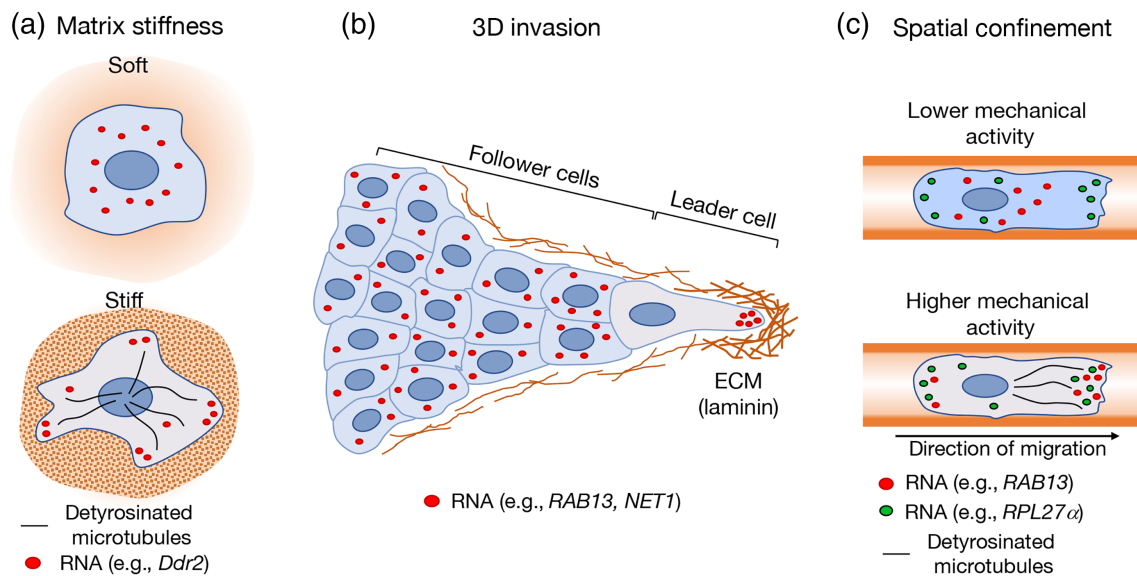 (a) Matrix stiffness
Soft
Stiff
Detyrosinated
microtubules
RNA (e.g., Ddr2)
(b) 3D invasion
Follower cells
Leader cell
ECM
(laminin)
RNA (e.g., RAB13, NET1)
(c) Spatial confinement
Lower mechanical
activity
Higher mechanical
activity
Direction of migration
RNA (e.g., RAB13)
RNA (e.g., RPL27α)
Detyrosinated
microtubules